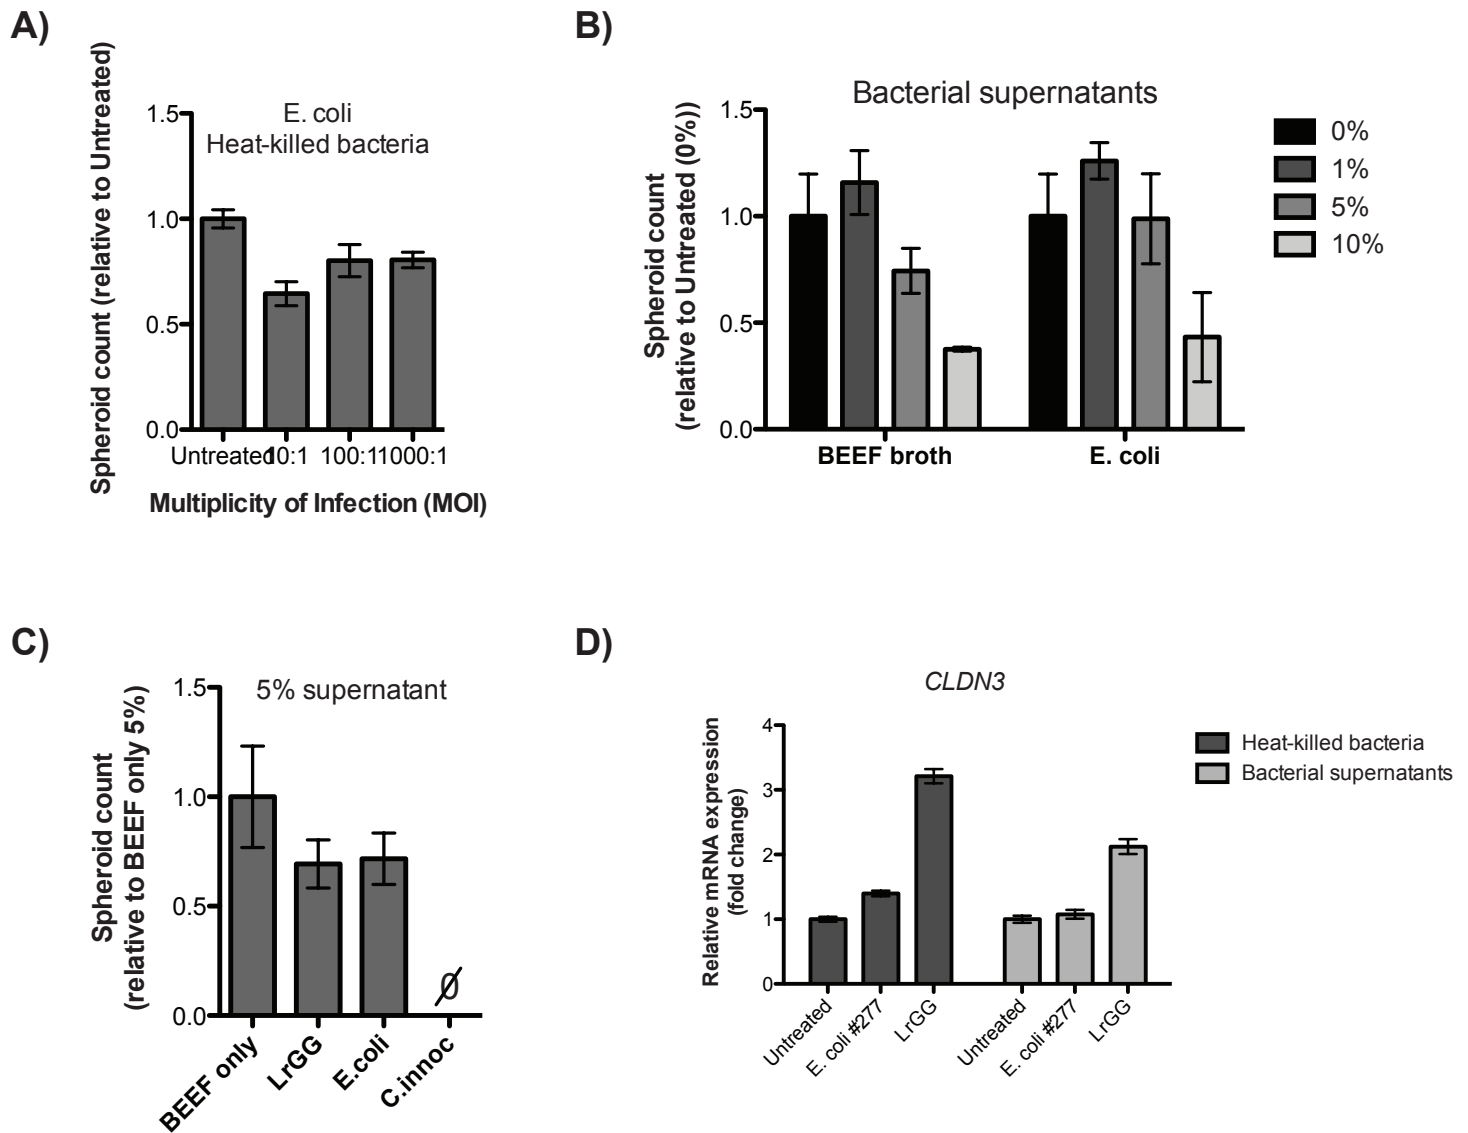 A)
Spheroid count (relative to Untreated)
E. coli
Heat-killed bacteria
1.5
1.0
0.5
0.0
Untreated 10:1 100:1 1000:1
Multiplicity of Infection (MOI)
B)
Bacterial supernatants
Spheroid count
(relative to Untreated (0%))
1.5
1.0
0.5
0.0
BEEF broth E. coli
0%
1%
5%
10%
C)
5% supernatant
Spheroid count
(relative to BEEF only 5%)
1.5
1.0
0.5
0.0
0
BEEF only
LrGG
E.coli
C.innoc
D)
CLDN3
Relative mRNA expression
(fold change)
4
3
2
1
0
Untreated
E. coli #277
LrGG
Untreated
E. coli #277
LrGG
Heat-killed bacteria
Bacterial supernatants